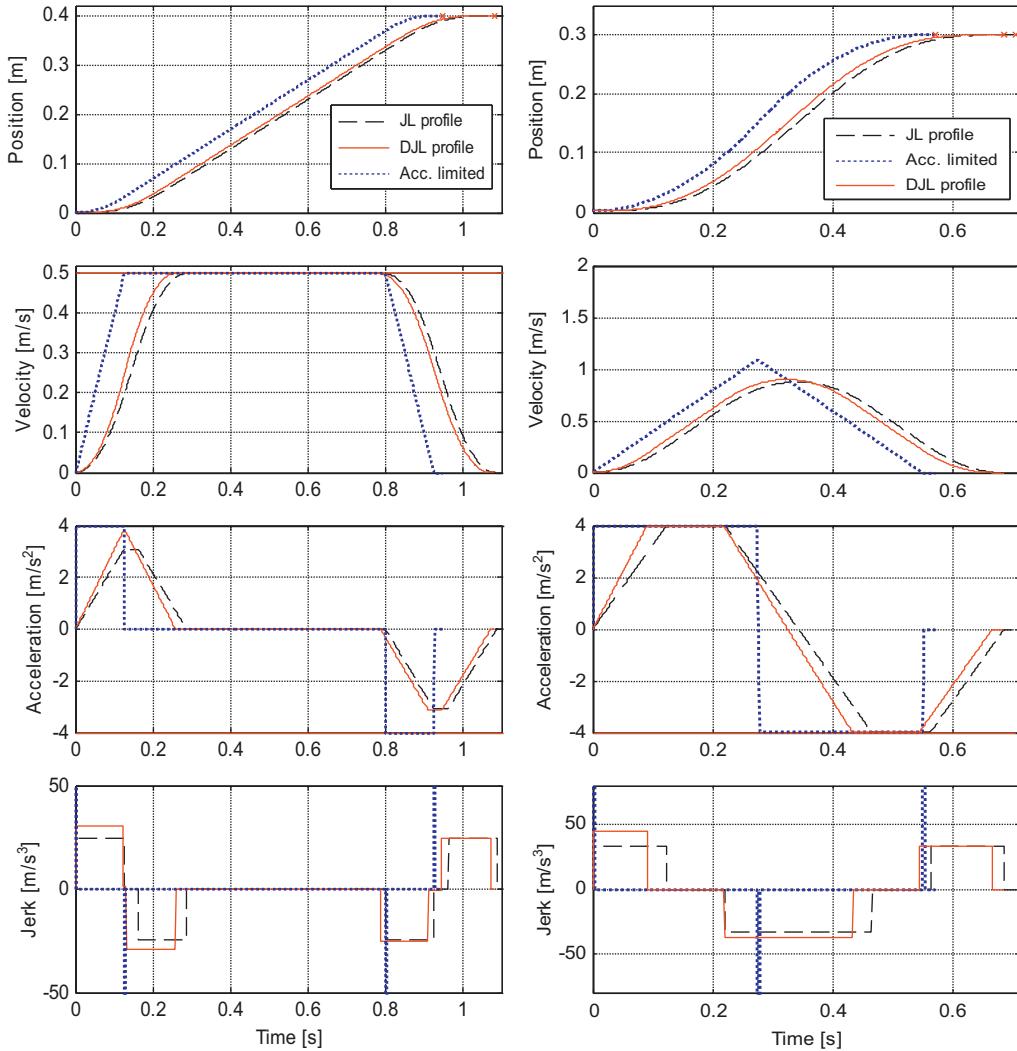 0.4
0.3
0.2
0.1
0
Position [m]
JL profile
DJL profile
Acc. limited
0 0.2 0.4 0.6 0.8 1
0.3
0.2
0.1
0
Position [m]
JL profile
Acc. limited
DJL profile
0 0.2 0.4 0.6
0.5
0.4
0.3
0.2
0.1
0
Velocity [m/s]
0 0.2 0.4 0.6 0.8 1
2
1.5
1
0.5
0
Velocity [m/s]
0 0.2 0.4 0.6
4
2
0
-2
-4
Acceleration [m/s²]
0 0.2 0.4 0.6 0.8 1
4
2
0
-2
-4
Acceleration [m/s²]
0 0.2 0.4 0.6
50
0
-50
Jerk [m/s³]
0 0.2 0.4 0.6 0.8 1
Time [s]
50
0
-50
Jerk [m/s³]
0 0.2 0.4 0.6
Time [s]